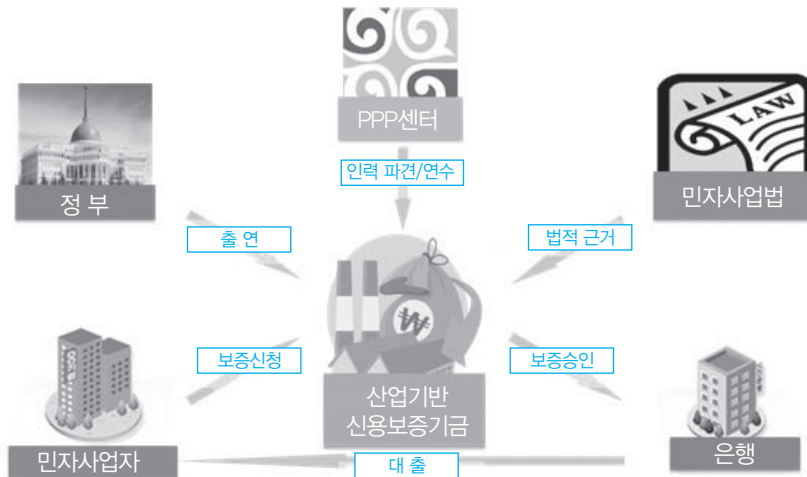 PPP센터
LAW
정 부
인력 파견/연수
민자사업법
출 연
법적 근거
₩
보증신청
보증승인
산업기반
신용보증기금
민자사업자
대 출
은행